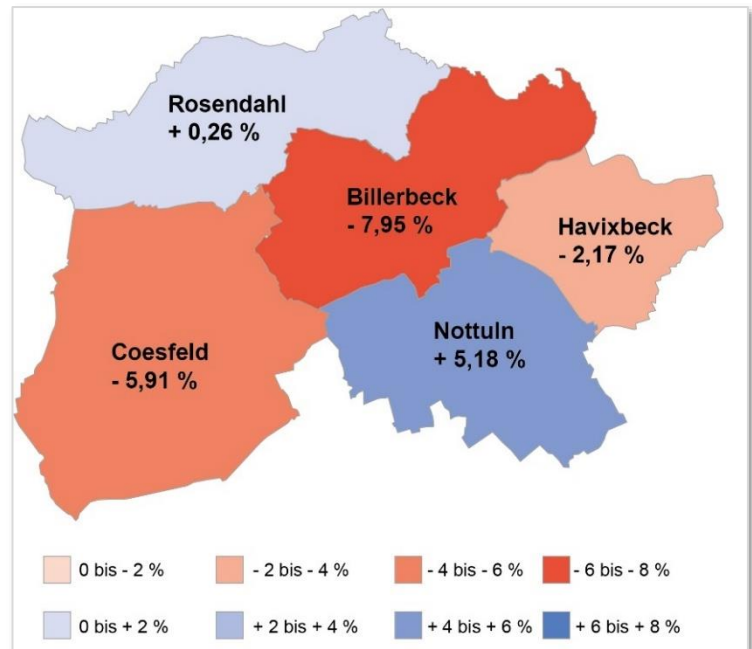 Rosendahl
+ 0,26 %
Billerbeck
- 7,95 %
Havixbeck
- 2,17 %
Nottuln
+ 5,18 %
Coesfeld
- 5,91 %
0 bis - 2 %
- 2 bis - 4 %
- 4 bis - 6 %
- 6 bis - 8 %
0 bis + 2 %
+ 2 bis + 4 %
+ 4 bis + 6 %
+ 6 bis + 8 %